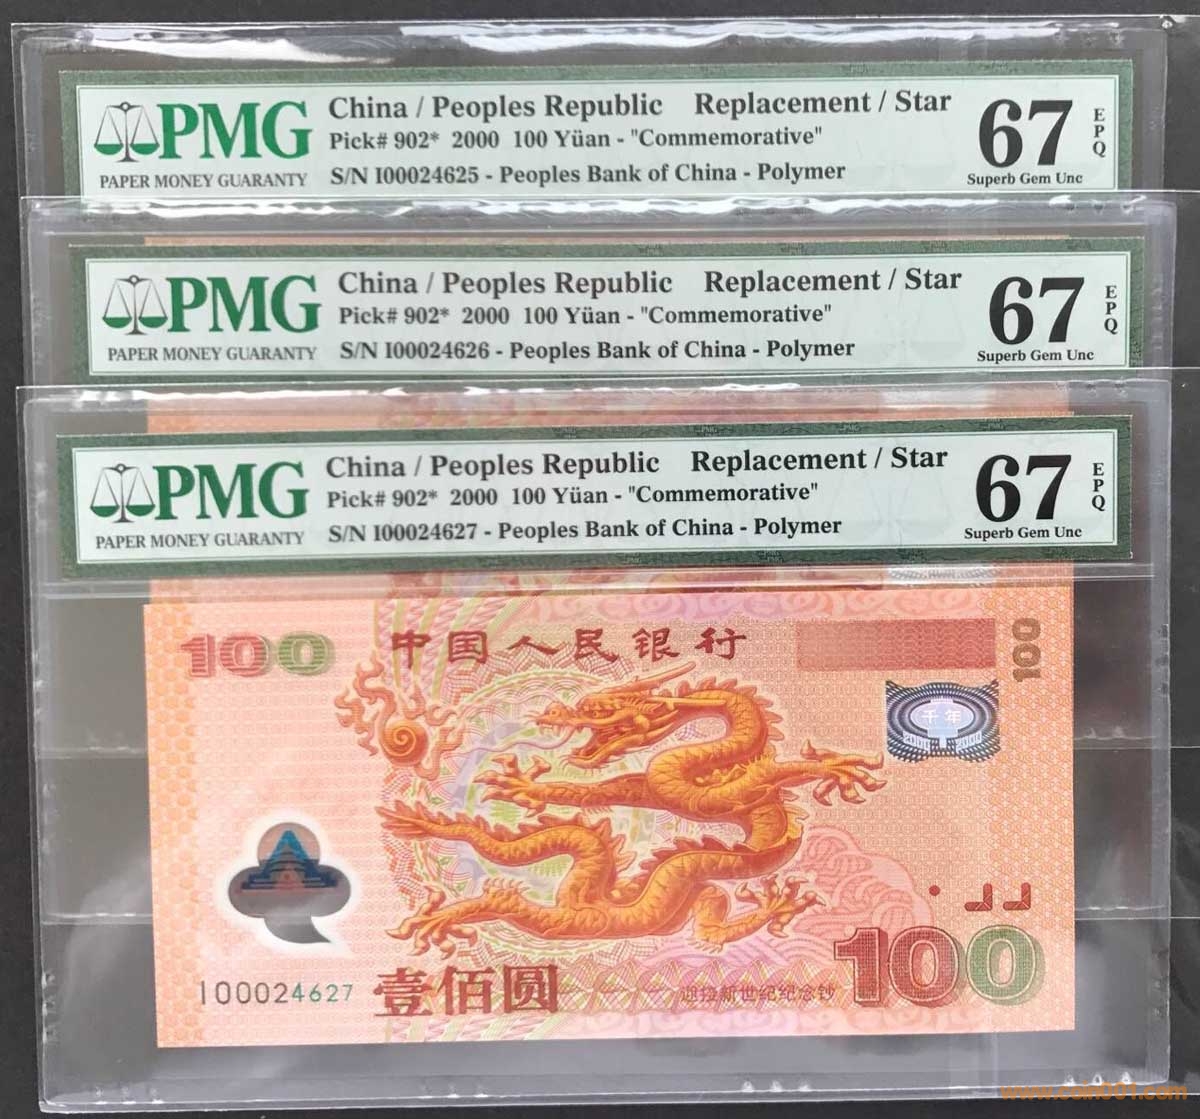 PMG
PAPER MONEY GUARANTY
China / Peoples Republic Replacement / Star
Pick# 902* 2000 100 Yüan - "Commemorative"
S/N I00024625 - Peoples Bank of China - Polymer
67
EPQ
Superb Gem Unc
PMG
PAPER MONEY GUARANTY
China / Peoples Republic Replacement / Star
Pick# 902* 2000 100 Yüan - "Commemorative"
S/N I00024626 - Peoples Bank of China - Polymer
67
EPQ
Superb Gem Unc
PMG
PAPER MONEY GUARANTY
China / Peoples Republic Replacement / Star
Pick# 902* 2000 100 Yüan - "Commemorative"
S/N I00024627 - Peoples Bank of China - Polymer
67
EPQ
Superb Gem Unc
100
中国人民银行
100
千年
2000 2000
I00024627
壹佰圆
迎接新世纪纪念钞
100
www.coin001.com